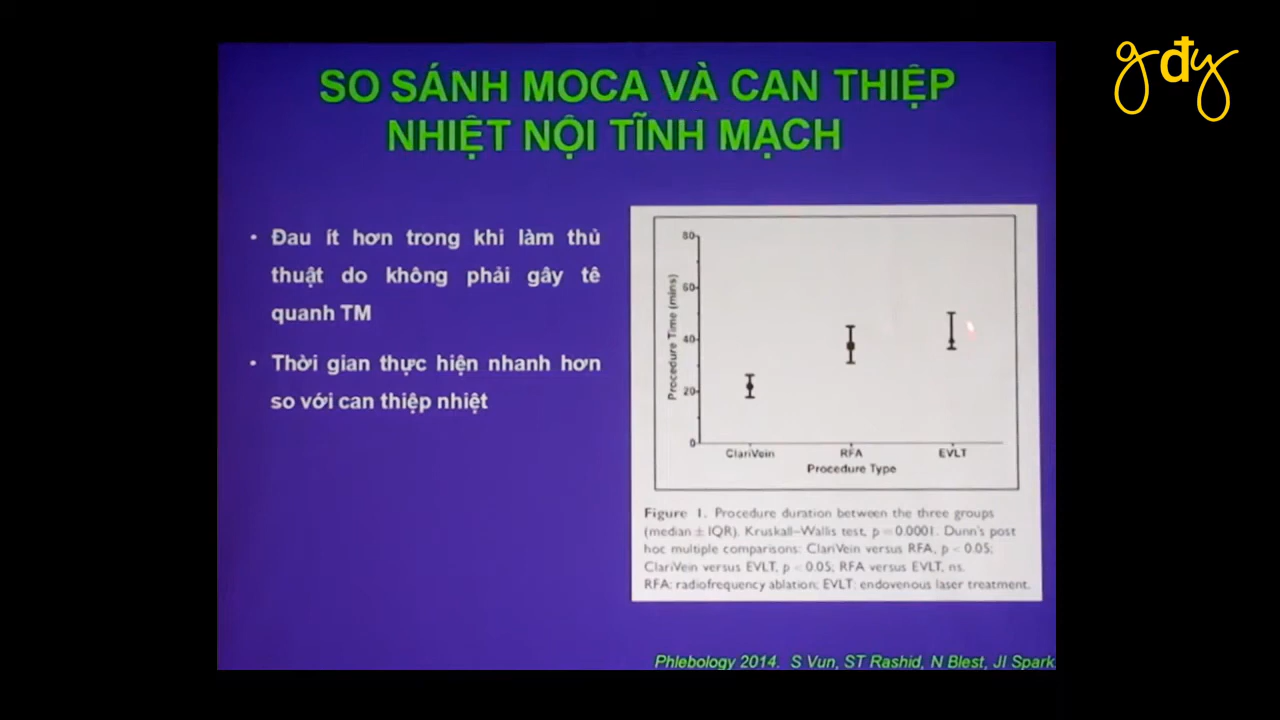 gđy
SO SÁNH MOCA VÀ CAN THIỆP
NHIỆT NỘI TĨNH MẠCH
• Đau ít hơn trong khi làm thủ
thuật do không phải gây tê
quanh TM
• Thời gian thực hiện nhanh hơn
so với can thiệp nhiệt
80
60
40
20
0
Procedure Time (mins)
ClariVein RFA EVLT
Procedure Type
Figure 1. Procedure duration between the three groups
(median ± IQR). Kruskall–Wallis test, p = 0.0001. Dunn's post
hoc multiple comparisons: ClariVein versus RFA, p < 0.05;
ClariVein versus EVLT, p < 0.05; RFA versus EVLT, ns.
RFA: radiofrequency ablation; EVLT: endovenous laser treatment.
Phlebology 2014. S Vun, ST Rashid, N Blest, JI Spark